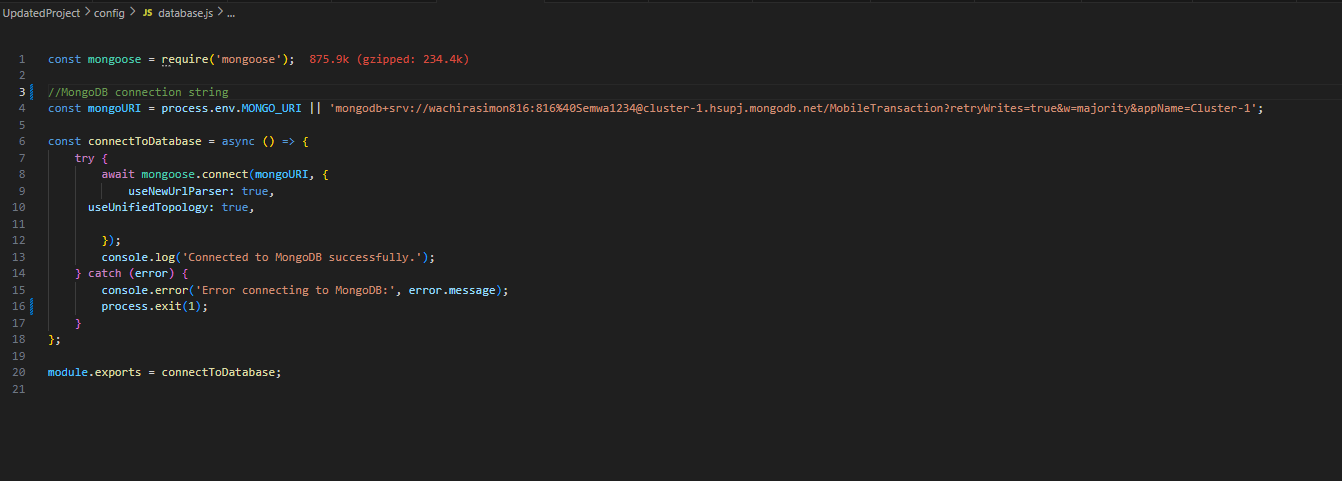 UpdatedProject > config > JS database.js > ...
1 const mongoose = require('mongoose'); 875.9k (gzipped: 234.4k)
2
3 //MongoDB connection string
4 const mongoURI = process.env.MONGO_URI || 'mongodb+srv://wachirasimon816:816%40Semwa1234@cluster-1.hsupj.mongodb.net/MobileTransaction?retryWrites=true&w=majority&appName=Cluster-1';
5
6 const connectToDatabase = async () => {
7     try {
8         await mongoose.connect(mongoURI, {
9             useNewUrlParser: true,
10       useUnifiedTopology: true,
11
12         });
13         console.log('Connected to MongoDB successfully.');
14     } catch (error) {
15         console.error('Error connecting to MongoDB:', error.message);
16         process.exit(1);
17     }
18 };
19
20 module.exports = connectToDatabase;
21